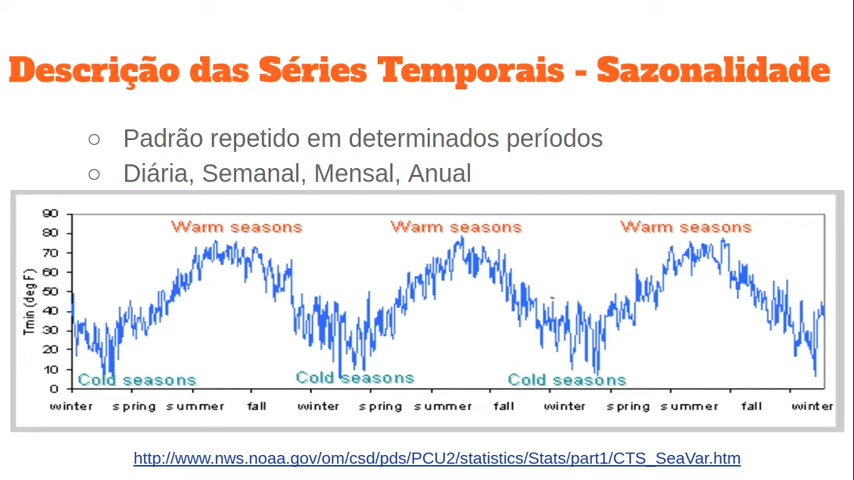 Descrição das Séries Temporais - Sazonalidade
○ Padrão repetido em determinados períodos
○ Diária, Semanal, Mensal, Anual
90
80
70
60
50
40
30
20
10
0
Tmin (deg F)
Warm seasons Warm seasons Warm seasons
Cold seasons Cold seasons Cold seasons
winter spring summer fall winter spring summer fall winter spring summer fall winter
http://www.nws.noaa.gov/om/csd/pds/PCU2/statistics/Stats/part1/CTS_SeaVar.htm